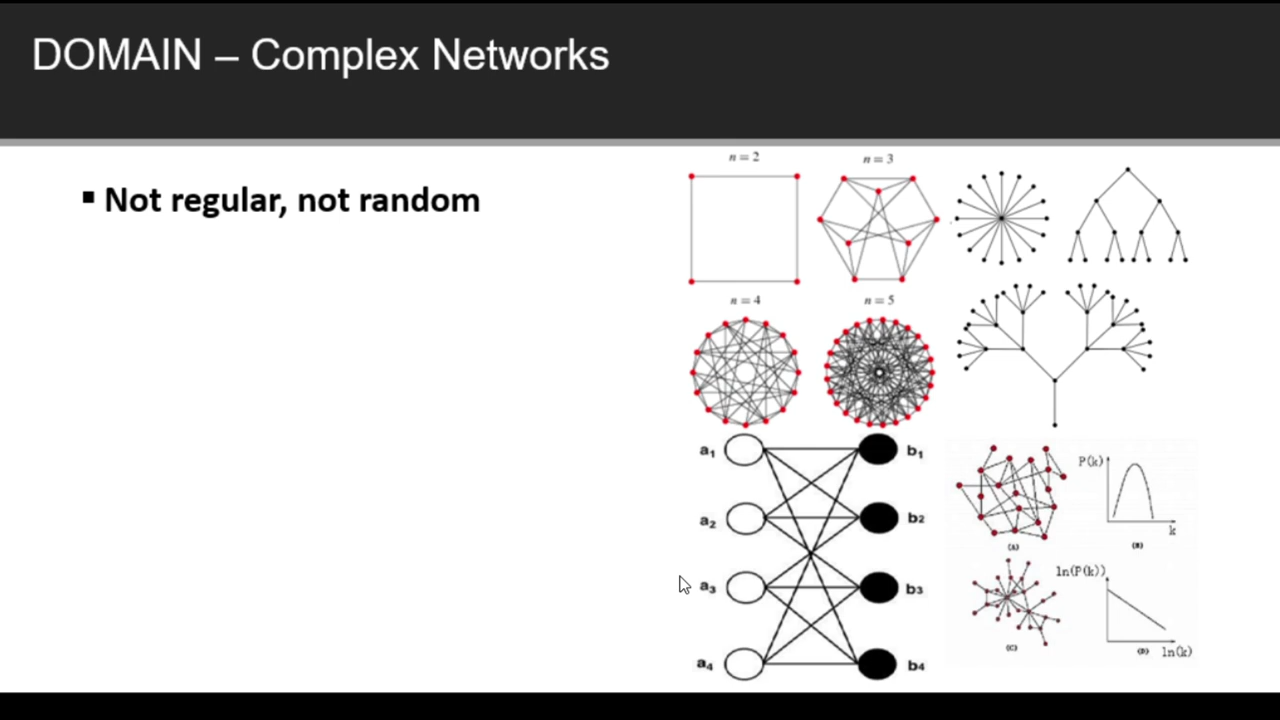 DOMAIN – Complex Networks
▪ Not regular, not random
n = 2
n = 3
n = 4
n = 5
a1
b1
a2
b2
a3
b3
a4
b4
P(k)
k
(A)
(B)
ln(P(k))
ln(k)
(C)
(D)